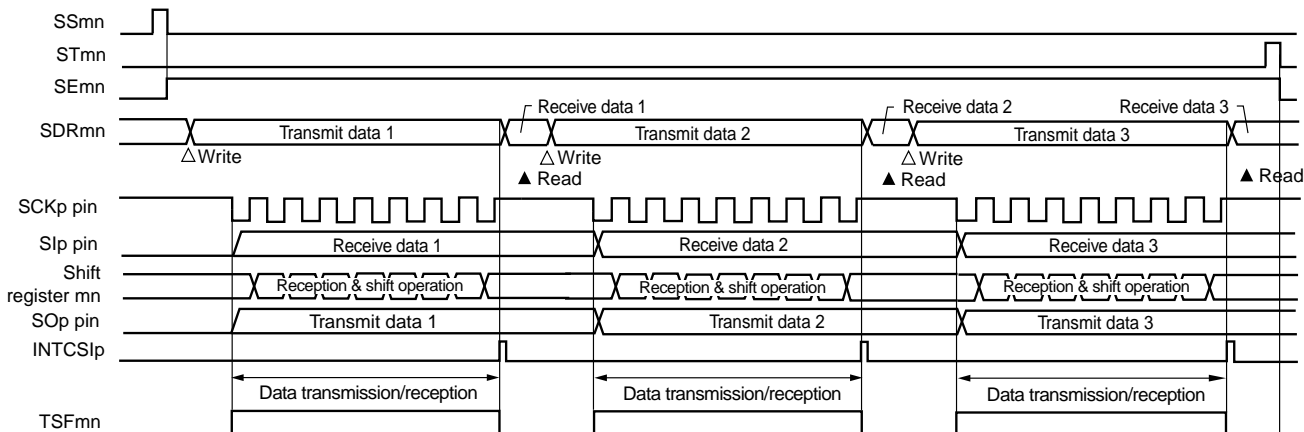 SSmn
STmn
SEmn
Receive data 1 Receive data 2 Receive data 3
SDRmn Transmit data 1 Transmit data 2 Transmit data 3
△Write △ Write △ Write
▲ Read ▲ Read ▲ Read
SCKp pin
SIp pin Receive data 1 Receive data 2 Receive data 3
Shift
register mn Reception & shift operation Reception & shift operation Reception & shift operation
SOp pin Transmit data 1 Transmit data 2 Transmit data 3
INTCSIp
Data transmission/reception Data transmission/reception Data transmission/reception
TSFmn